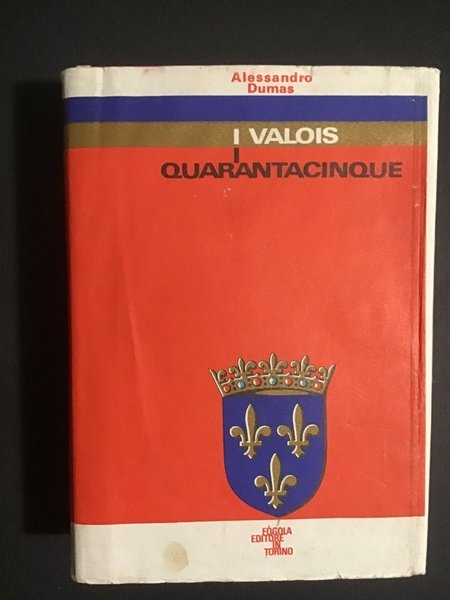 Alessandro
Dumas
I VALOIS
I
QUARANTACINQUE
FÒGOLA
EDITORE IN
TORINO